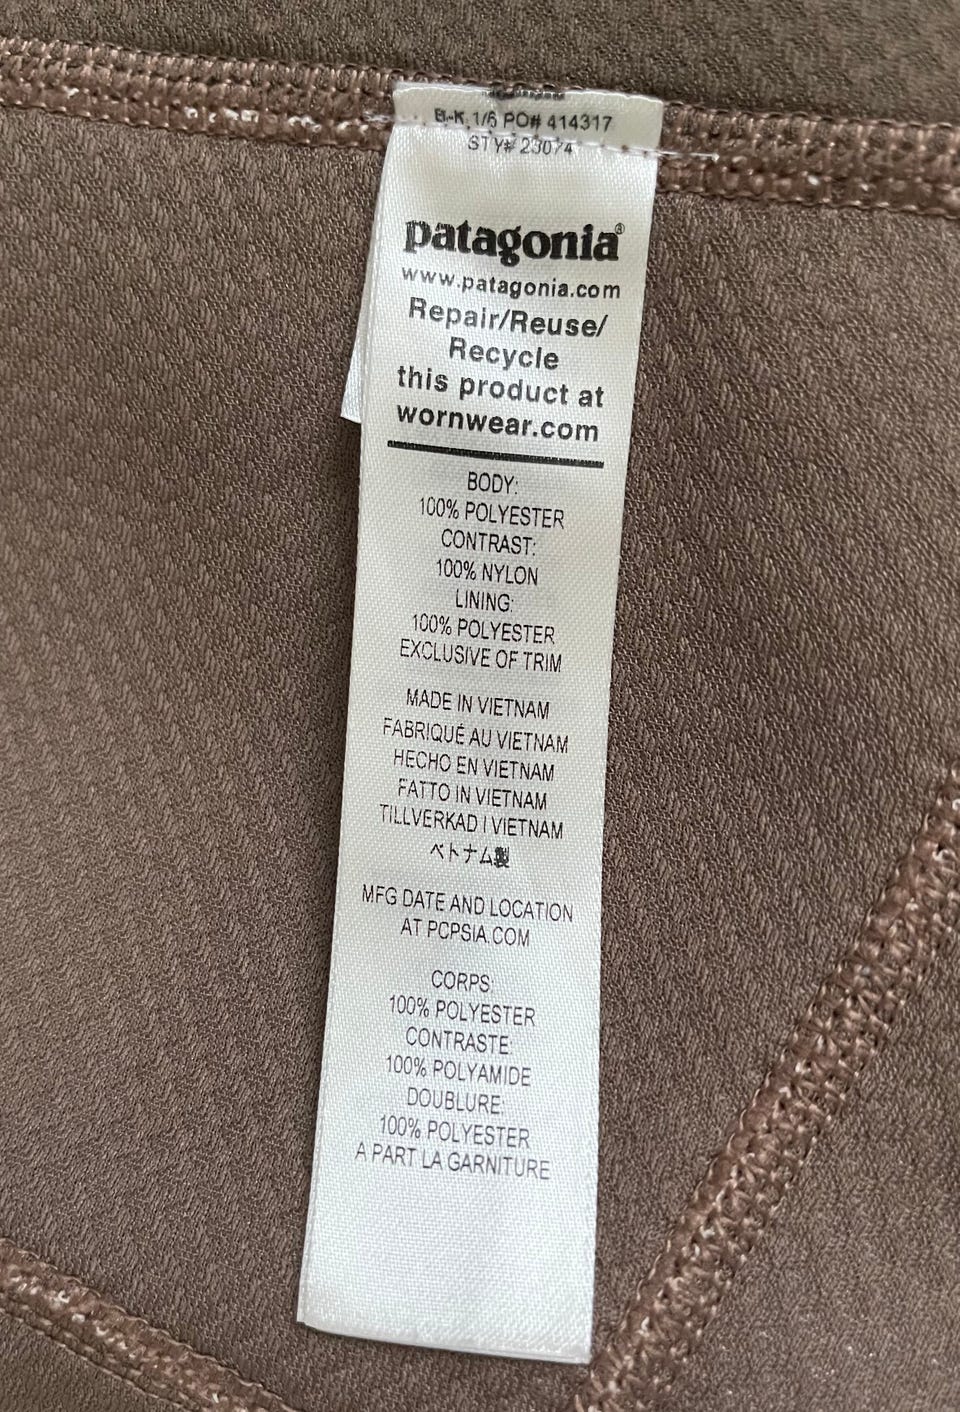 1/6 PO# 414317
STY# 23074
patagonia®
www.patagonia.com
Repair/Reuse/
Recycle
this product at
wornwear.com
BODY:
100% POLYESTER
CONTRAST:
100% NYLON
LINING:
100% POLYESTER
EXCLUSIVE OF TRIM
MADE IN VIETNAM
FABRIQUÉ AU VIETNAM
HECHO EN VIETNAM
FATTO IN VIETNAM
TILLVERKAD I VIETNAM
ベトナム製
MFG DATE AND LOCATION
AT PCPSIA.COM
CORPS:
100% POLYESTER
CONTRASTE:
100% POLYAMIDE
DOUBLURE:
100% POLYESTER
A PART LA GARNITURE